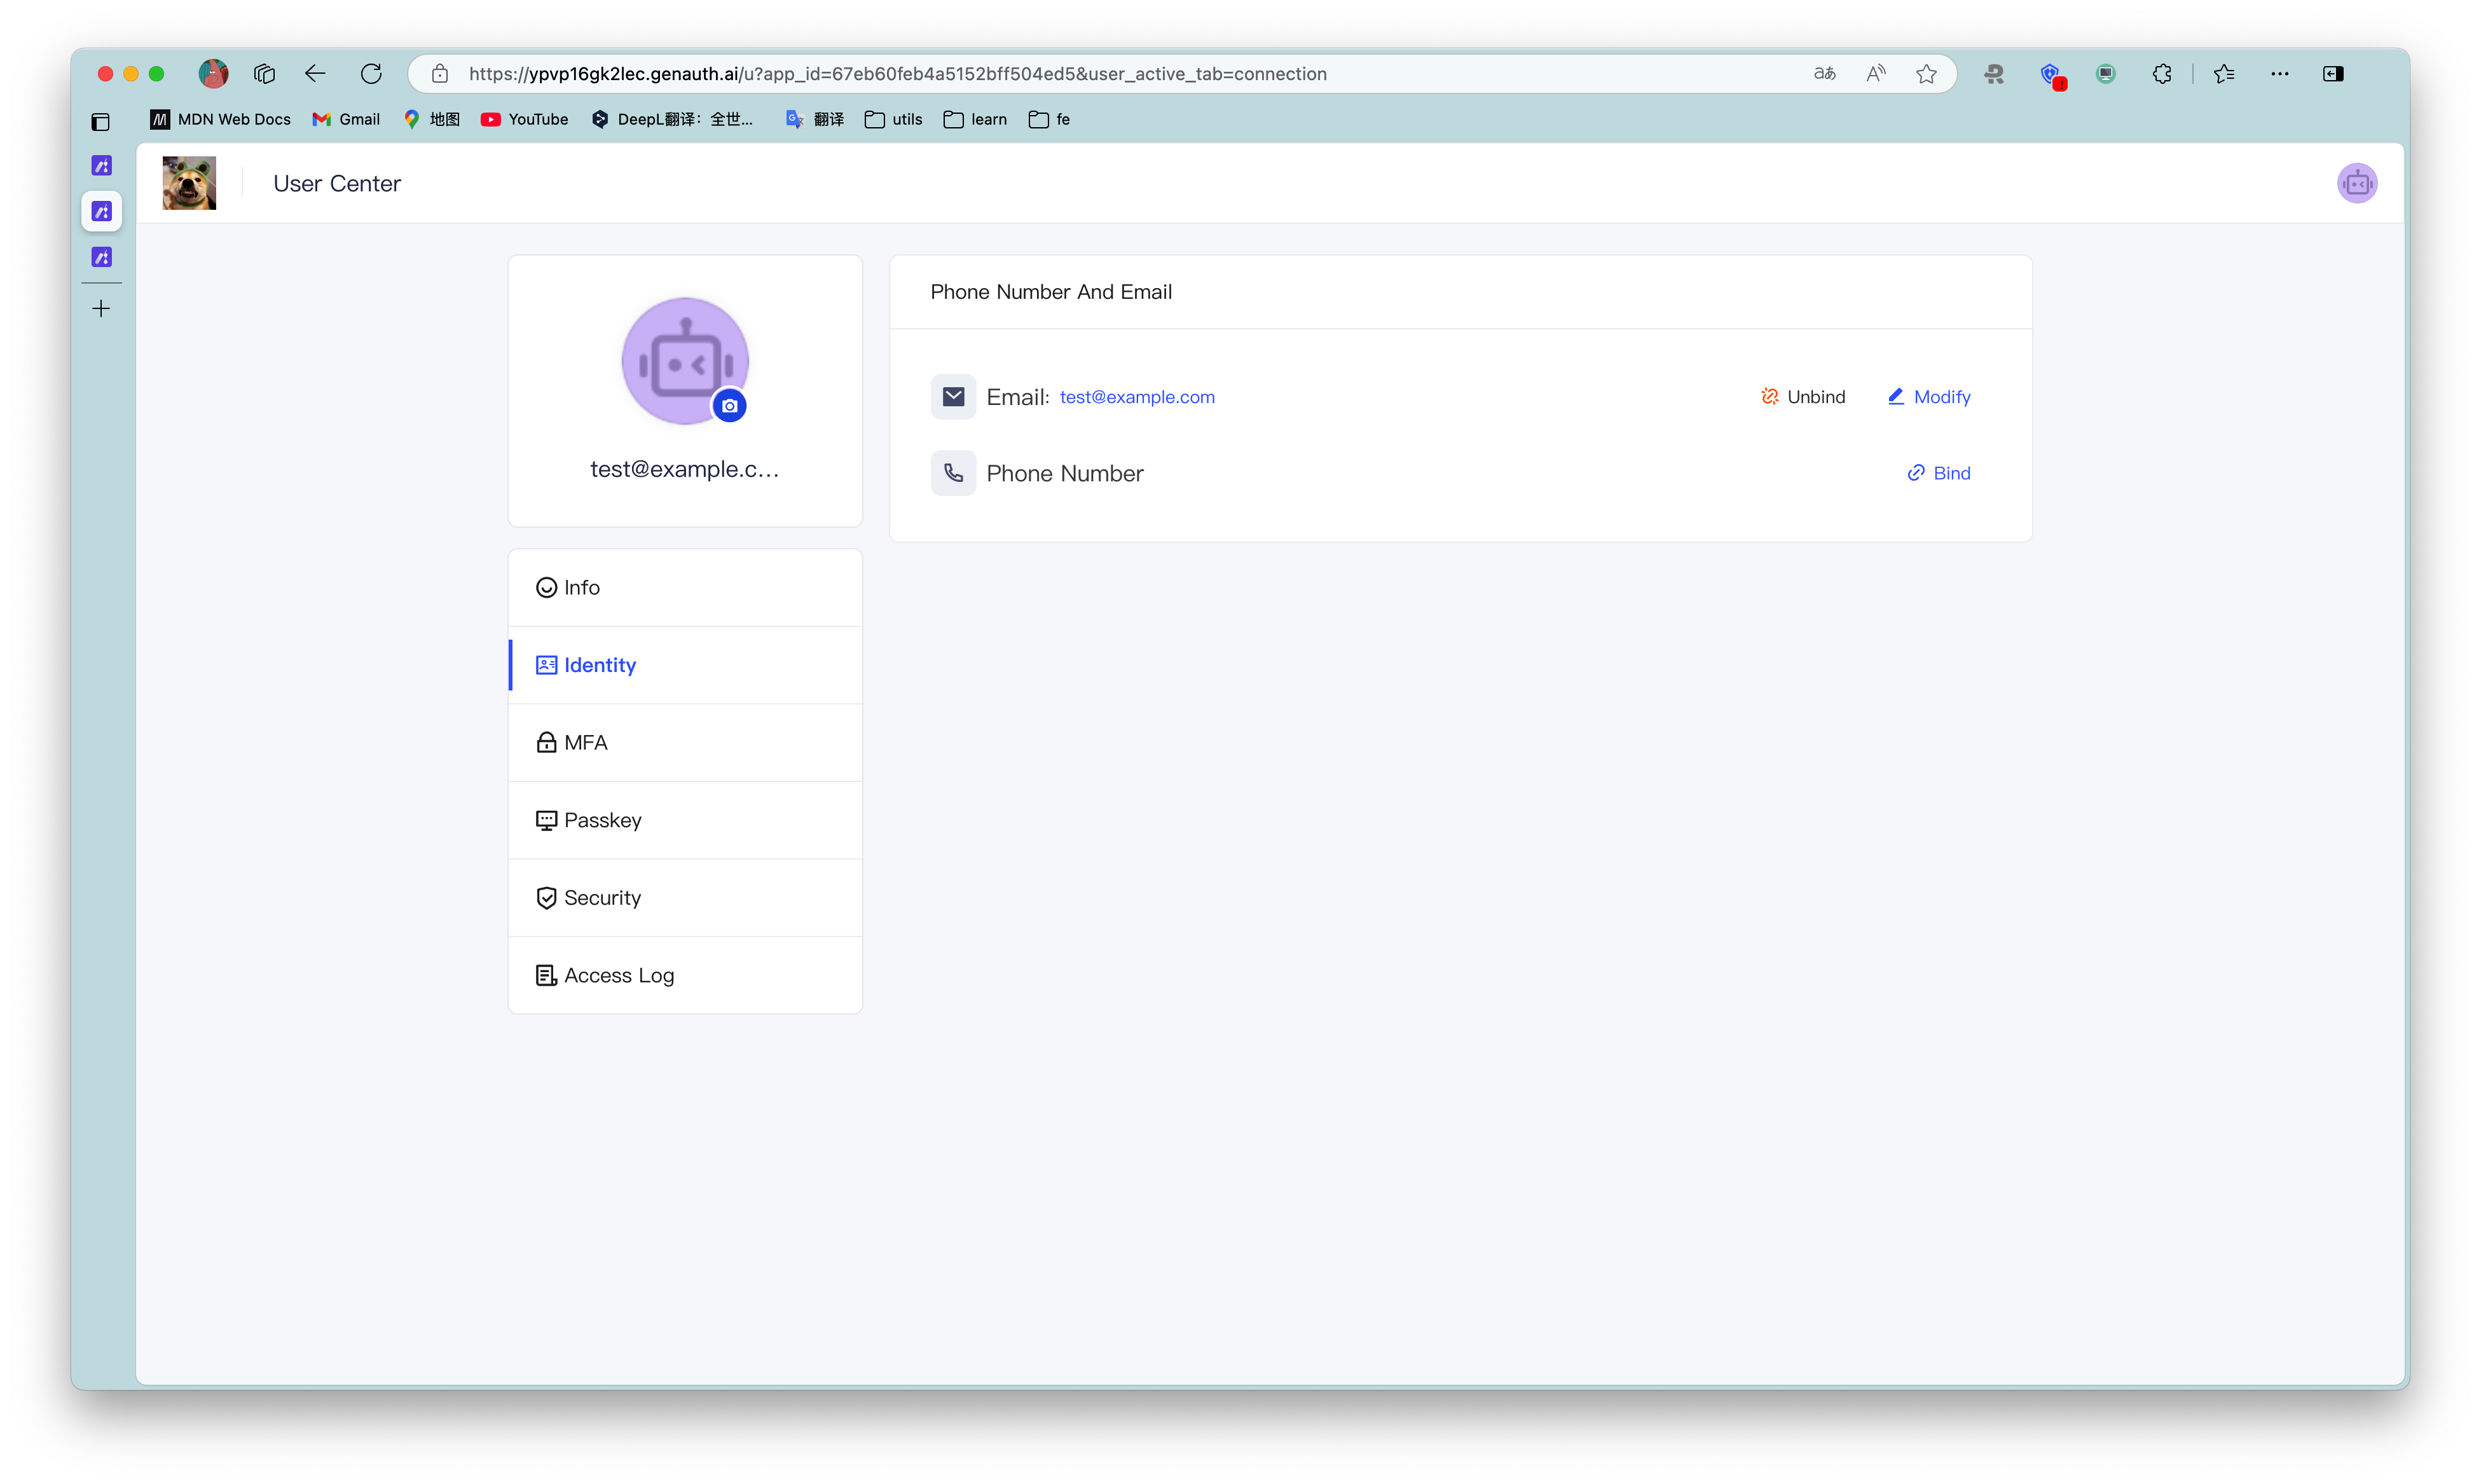 https://ypvp16gk2lec.genauth.ai/u?app_id=67eb60feb4a5152bff504ed5&user_active_tab=connection
MDN Web Docs Gmail 地图 YouTube DeepL翻译：全世... 翻译 utils learn fe
User Center
test@example.c...
Info
Identity
MFA
Passkey
Security
Access Log
Phone Number And Email
Email: test@example.com Unbind Modify
Phone Number Bind